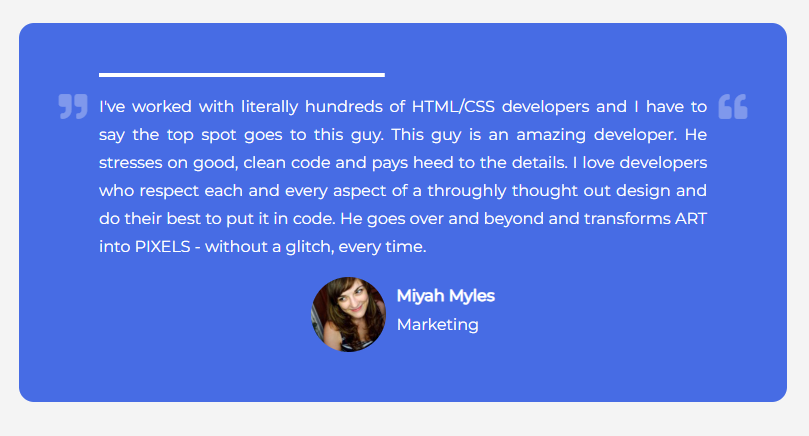 I've worked with literally hundreds of HTML/CSS developers and I have to
say the top spot goes to this guy. This guy is an amazing developer. He
stresses on good, clean code and pays heed to the details. I love developers
who respect each and every aspect of a throughly thought out design and
do their best to put it in code. He goes over and beyond and transforms ART
into PIXELS - without a glitch, every time.
Miyah Myles
Marketing